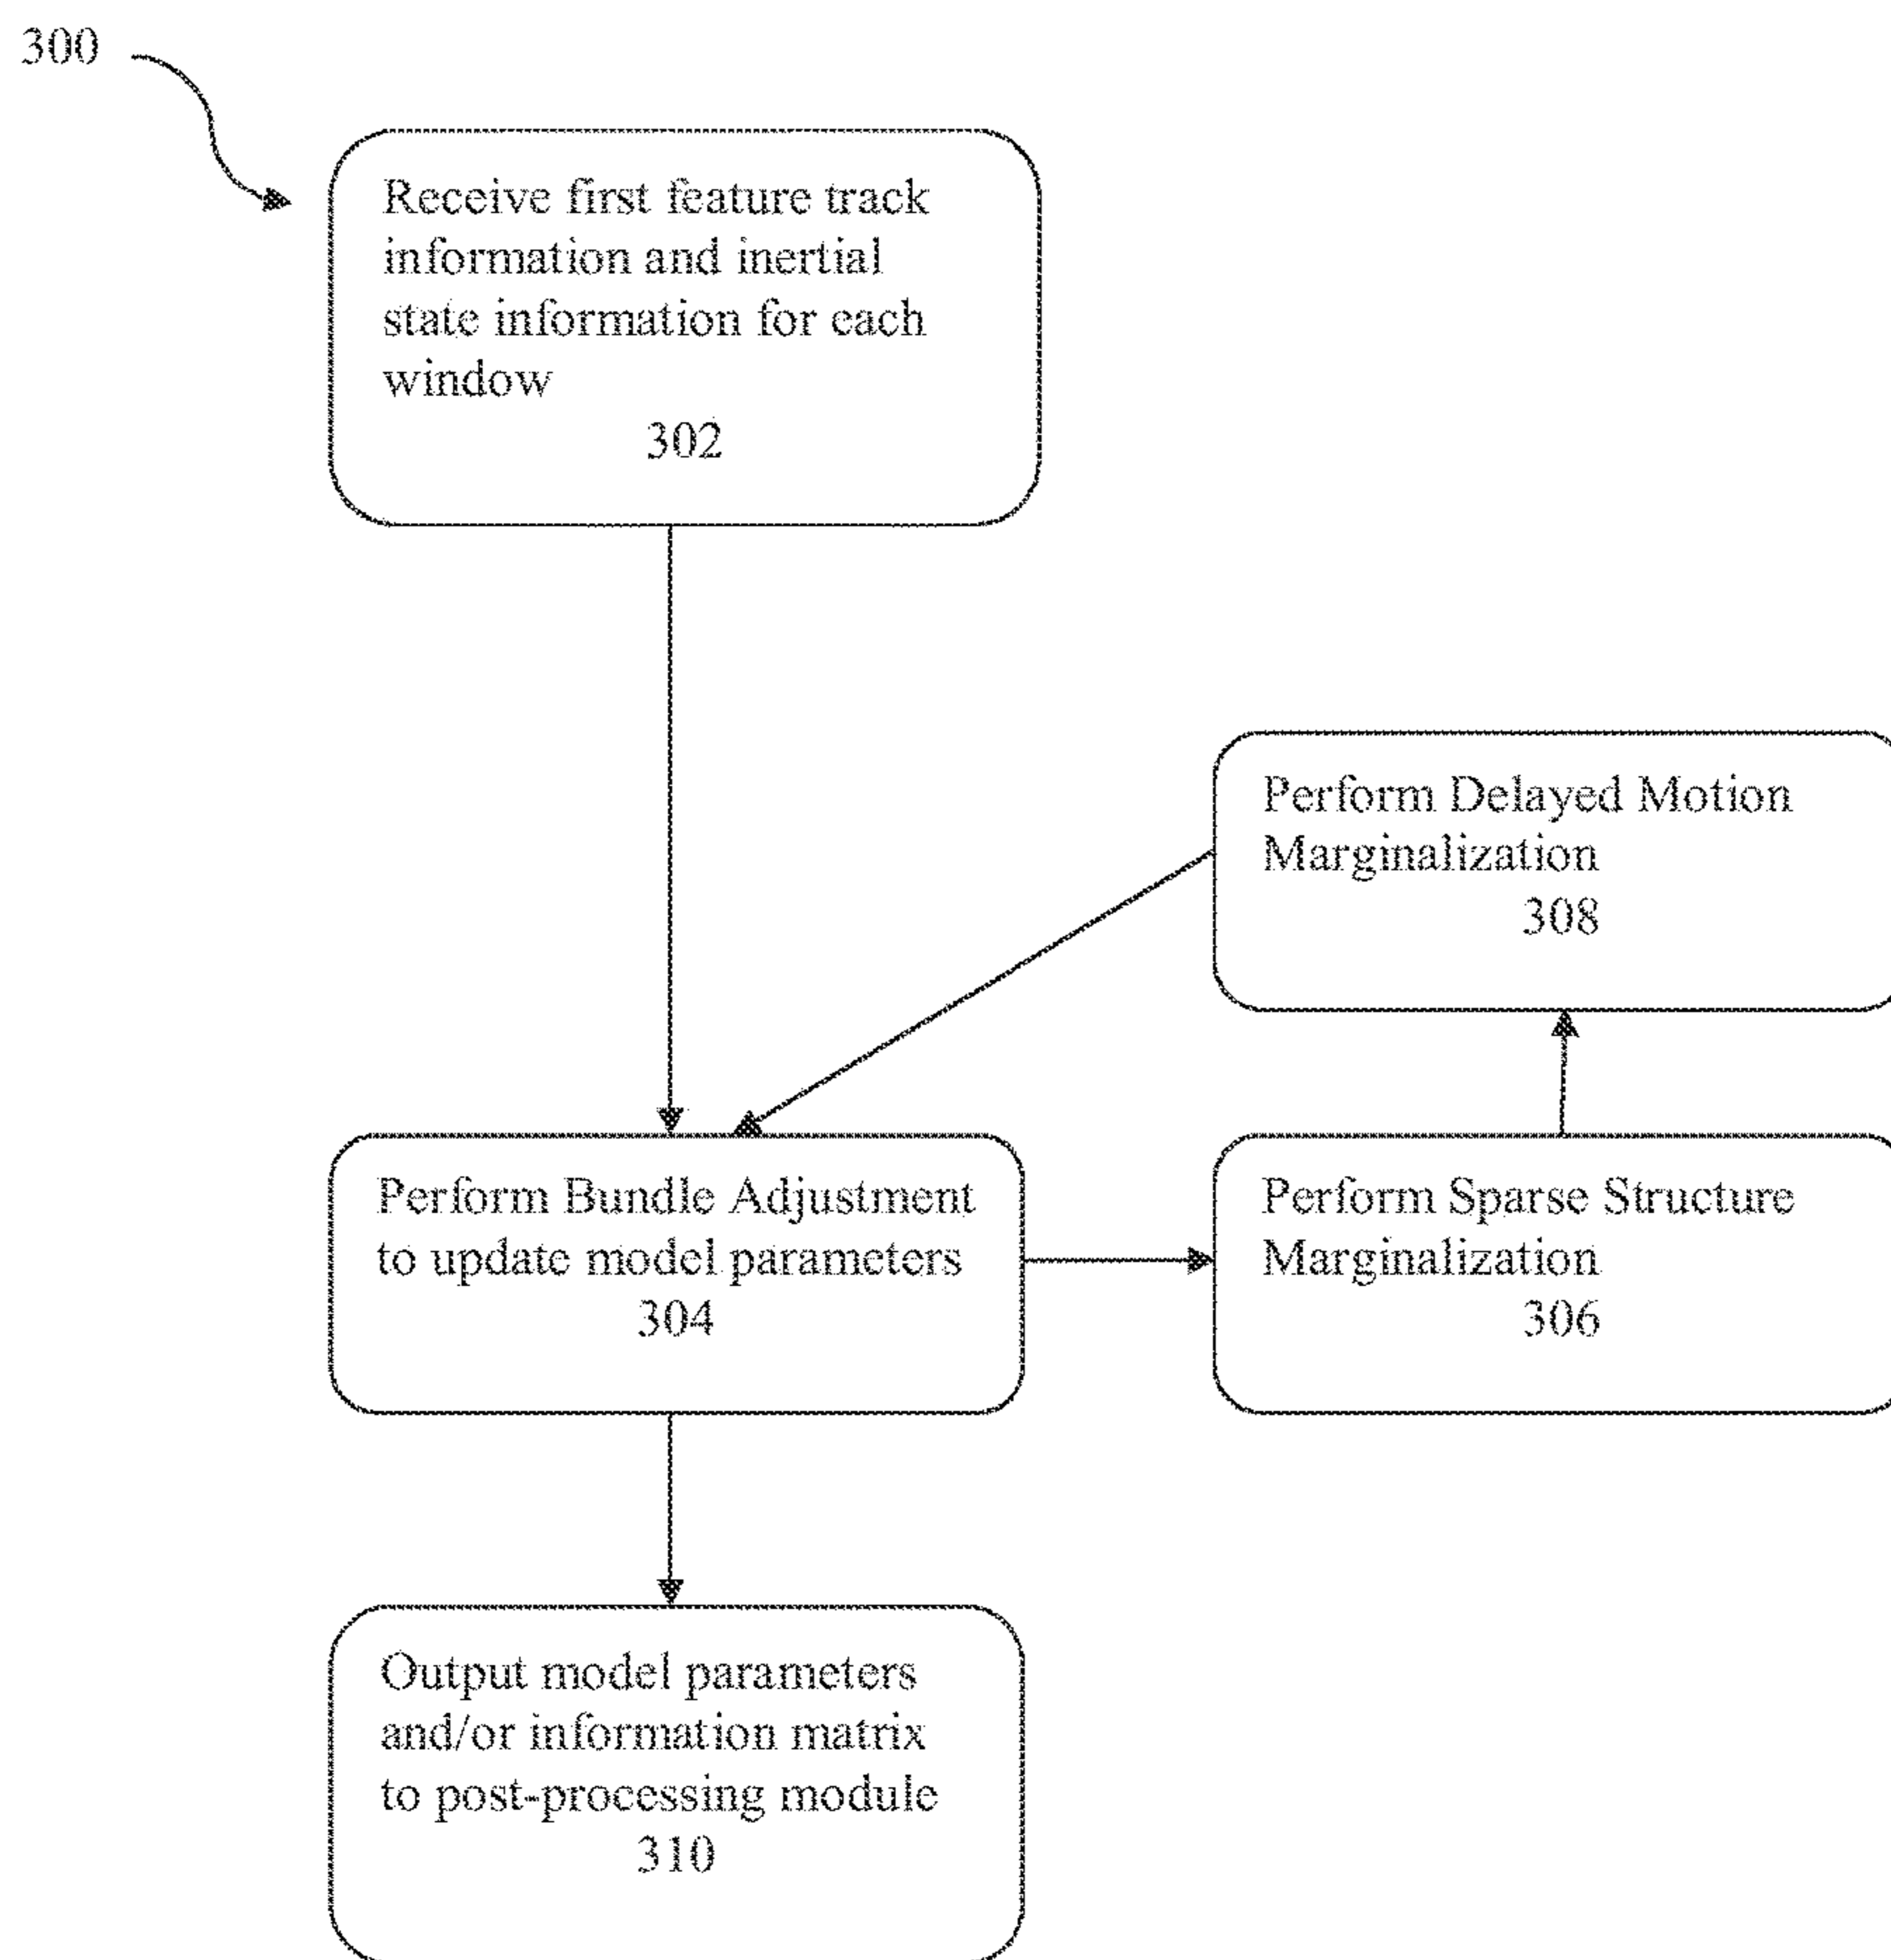 300
Receive first feature track
information and inertial
state information for each
window
302
Perform Delayed Motion
Marginalization
308
Perform Bundle Adjustment
to update model parameters
304
Perform Sparse Structure
Marginalization
306
Output model parameters
and/or information matrix
to post-processing module
310